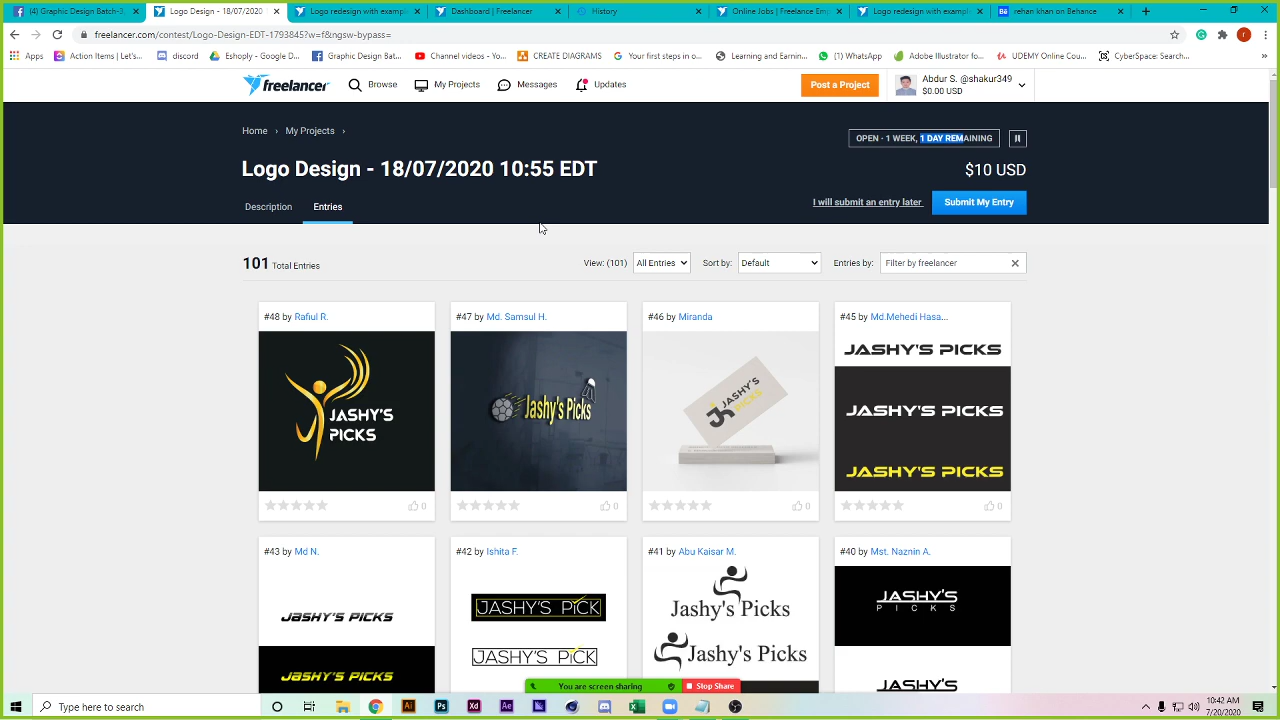 (4) Graphic Design Batch-3
Logo Design - 18/07/2020
Logo redesign with exampl
Dashboard | Freelancer
History
Online Jobs | Freelance Em
Logo redesign with exampl
rehan khan on Behance
freelancer.com/contest/Logo-Design-EDT-1793845?w=f&ngsw-bypass=
r
Apps
Action Items | Let's...
discord
Eshoply - Google D...
Graphic Design Bat...
Channel videos - Yo...
CREATE DIAGRAMS
Your first steps in o...
Learning and Earnin...
(1) WhatsApp
Adobe Illustrator fo...
UDEMY Online Cou...
CyberSpace: Search...
freelancer
Browse
My Projects
Messages
Updates
Post a Project
Abdur S. @shakur349
$0.00 USD
Home › My Projects ›
OPEN - 1 WEEK, 1 DAY REMAINING
Logo Design - 18/07/2020 10:55 EDT
$10 USD
Description
Entries
I will submit an entry later
Submit My Entry
101 Total Entries
View: (101)
All Entries
Sort by:
Default
Entries by:
Filter by freelancer
#48 by Rafiul R.
#47 by Md. Samsul H.
#46 by Miranda
#45 by Md.Mehedi Hasa...
JASHY'S
PICKS
Jashy's Picks
JASHY'S
PICKS
JASHY'S PICKS
JASHY'S PICKS
JASHY'S PICKS
0
0
0
0
#43 by Md N.
#42 by Ishita F.
#41 by Abu Kaisar M.
#40 by Mst. Naznin A.
JASHY'S PICKS
JASHY'S PICKS
JASHY'S PICK
JASHY'S PICK
Jashy's Picks
Jashy's Picks
JASHY'S
PICKS
JASHY'S
You are screen sharing
Stop Share
Type here to search
Ai
Ps
Xd
Ae
10:42 AM
7/20/2020